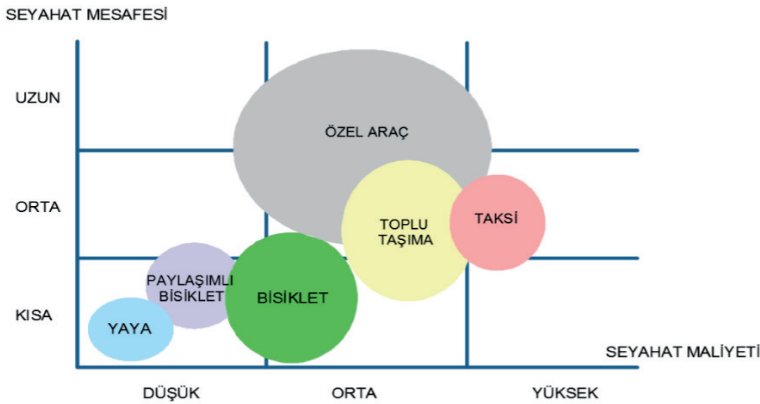 SEYAHAT MESAFESİ
UZUN
ÖZEL ARAÇ
ORTA
TOPLU
TAŞIMA
TAKSİ
PAYLAŞIMLI
BİSİKLET
BİSİKLET
KISA
YAYA
SEYAHAT MALİYETİ
DÜŞÜK
ORTA
YÜKSEK